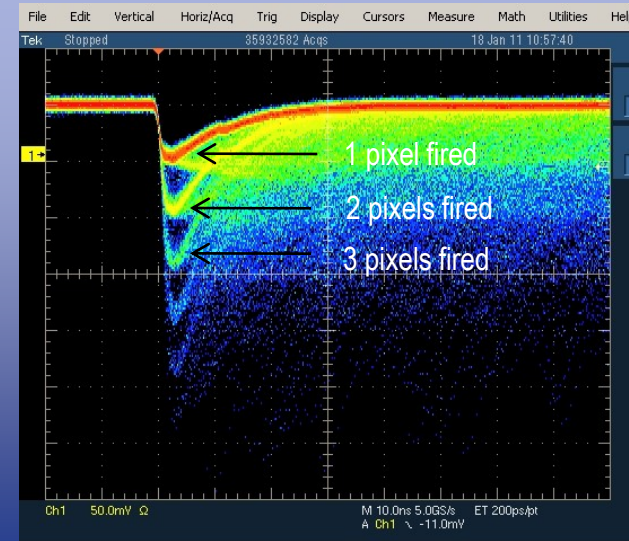 File Edit Vertical Horiz/Acq Trig Display Cursors Measure Math Utilities Hel
Tek Stopped 35932582 Acqs 18 Jan 11 10:57:40
1
1 pixel fired
2 pixels fired
3 pixels fired
Ch1 50.0mV Ω M 10.0ns 5.0GS/s ET 200ps/pt
A Ch1 -11.0mV